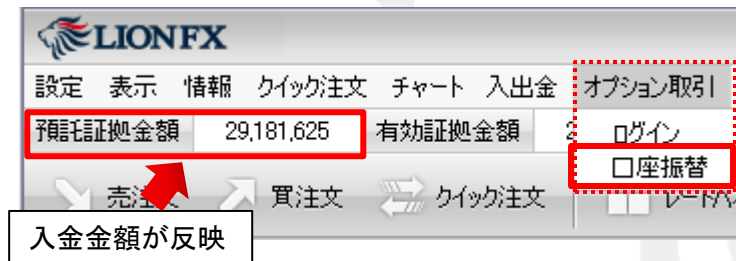 LION FX
設定 表示 情報 クイック注文 チャート 入出金 オプション取引
預託証拠金額 29,181,625 有効証拠金額 2 ログイン
口座振替
売注文 買注文 クイック注文
入金金額が反映